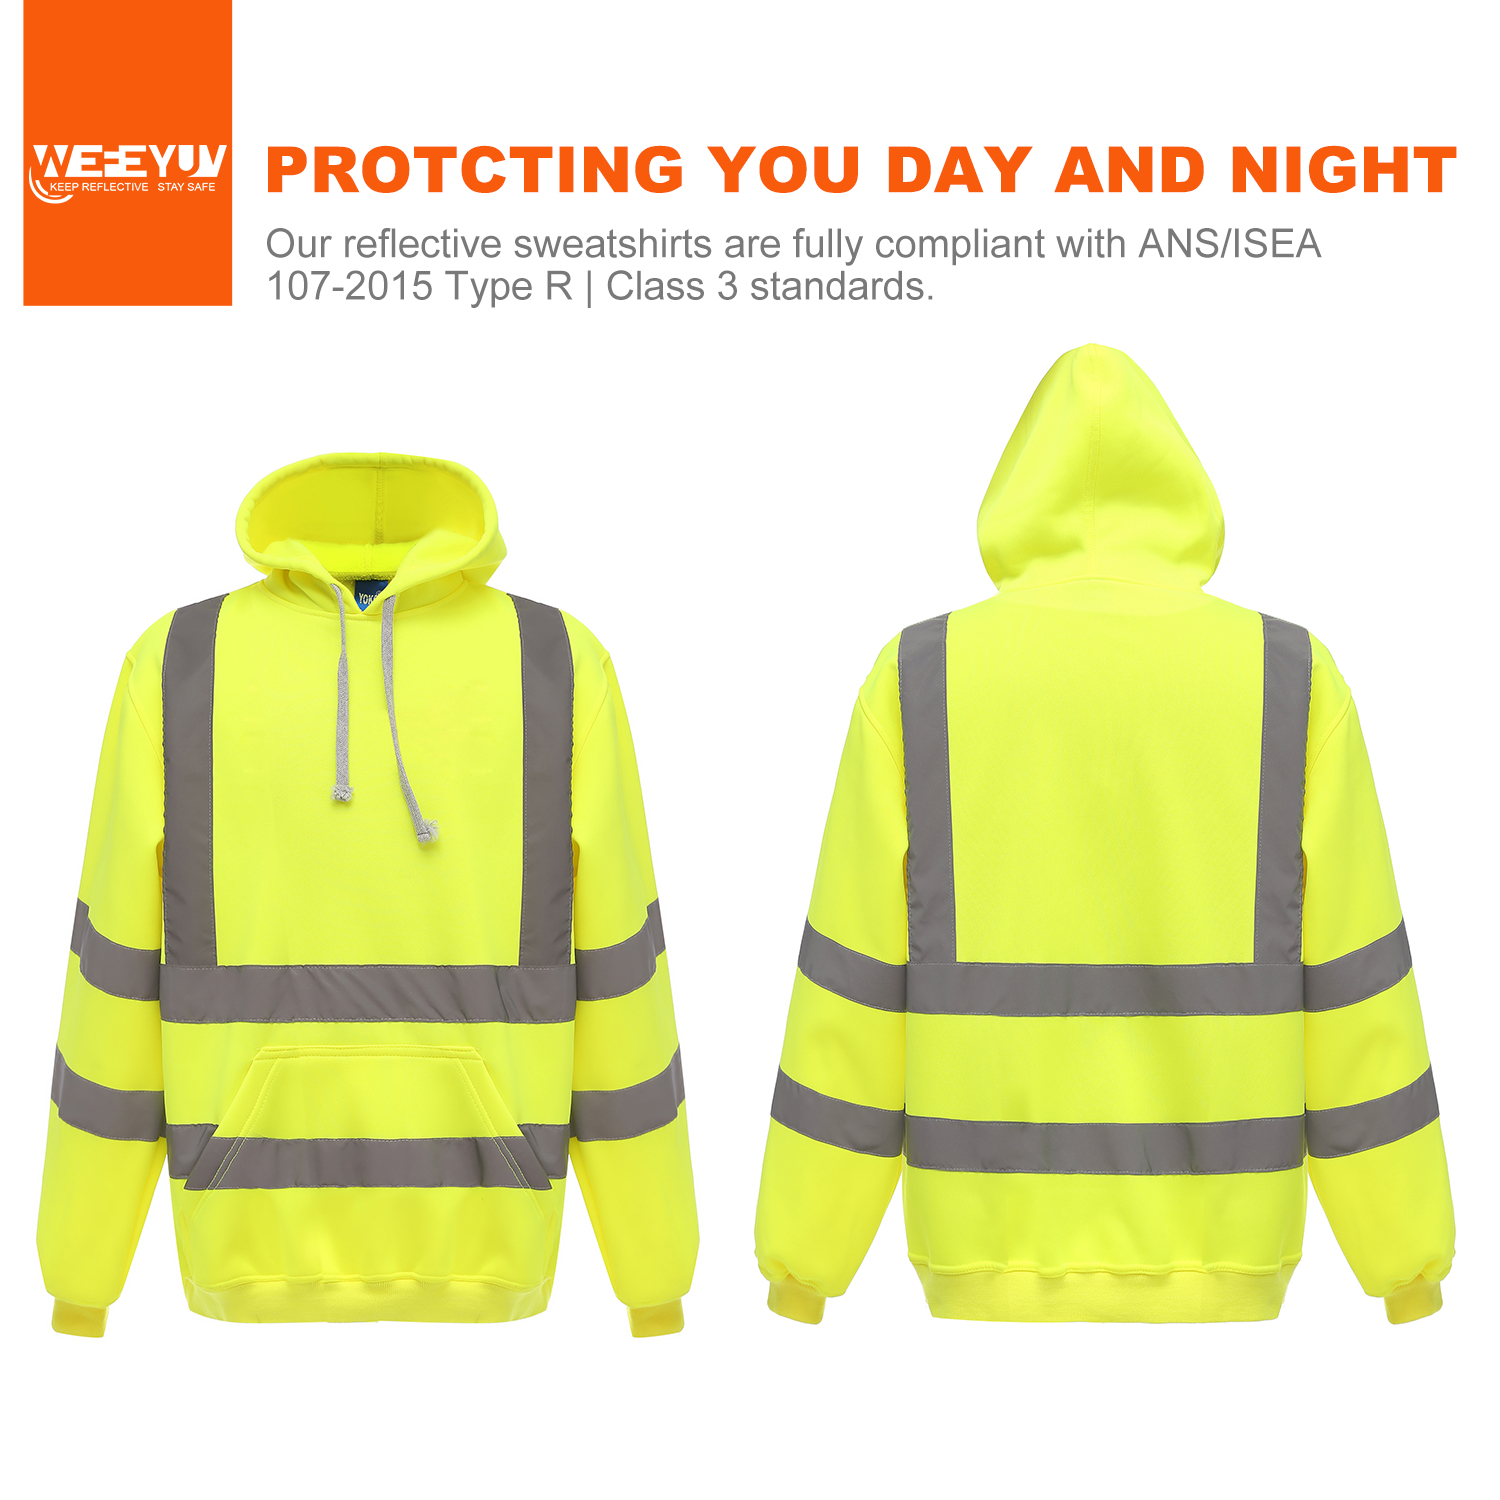 WEFEYUV
KEEP REFLECTIVE STAY SAFE
PROTCTING YOU DAY AND NIGHT
Our reflective sweatshirts are fully compliant with ANS/ISEA
107-2015 Type R | Class 3 standards.